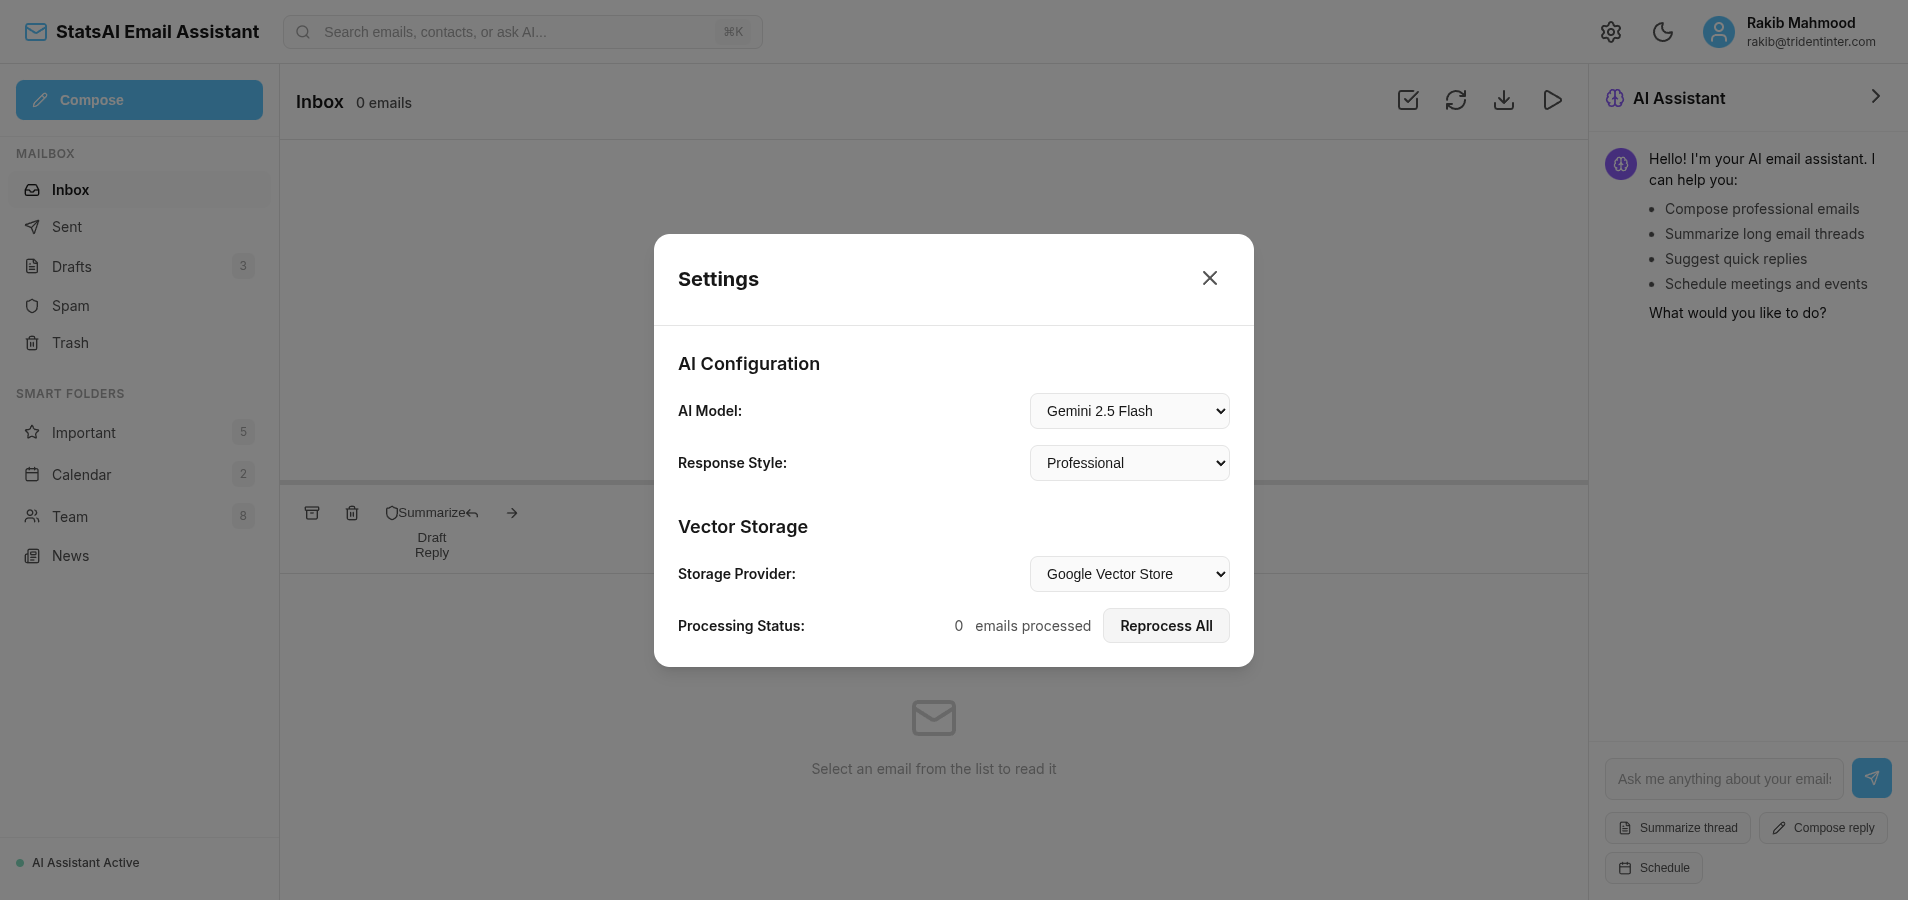 StatsAI Email Assistant
Search emails, contacts, or ask AI...
⌘K
Rakib Mahmood
rakib@tridentinter.com
Compose
MAILBOX
Inbox
Sent
Drafts 3
Spam
Trash
SMART FOLDERS
Important 5
Calendar 2
Team 8
News
AI Assistant Active
Inbox 0 emails
Summarize
Draft
Reply
Select an email from the list to read it
Settings
AI Configuration
AI Model: Gemini 2.5 Flash
Response Style: Professional
Vector Storage
Storage Provider: Google Vector Store
Processing Status: 0 emails processed Reprocess All
AI Assistant
Hello! I'm your AI email assistant. I
can help you:
• Compose professional emails
• Summarize long email threads
• Suggest quick replies
• Schedule meetings and events
What would you like to do?
Ask me anything about your emails
Summarize thread
Compose reply
Schedule